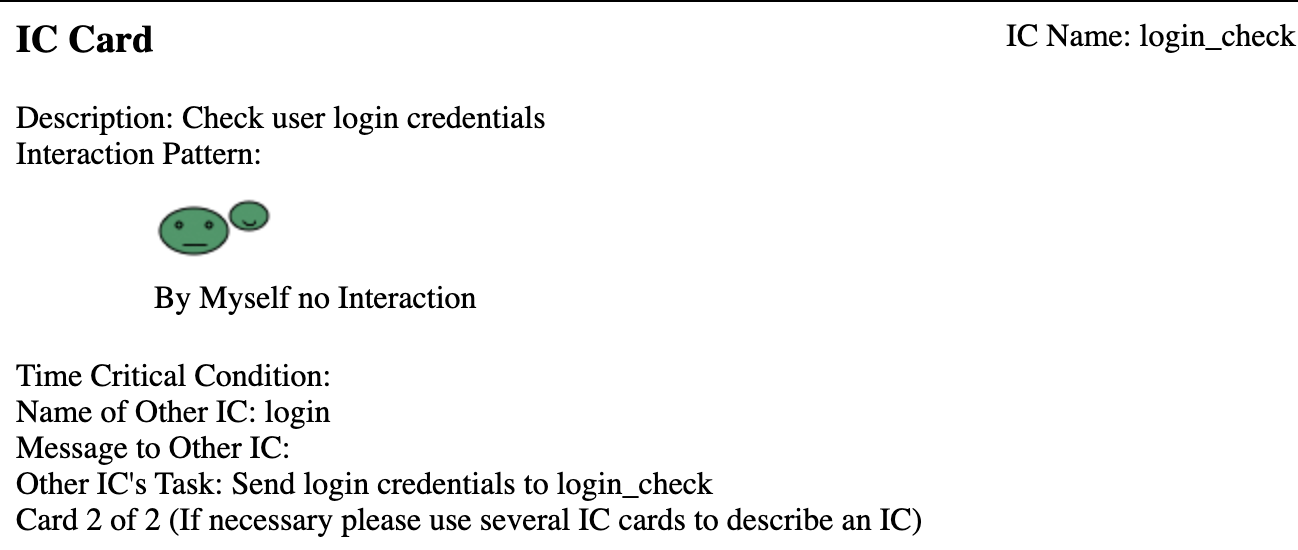 IC Card
IC Name: login_check
Description: Check user login credentials
Interaction Pattern:
By Myself no Interaction
Time Critical Condition:
Name of Other IC: login
Message to Other IC:
Other IC's Task: Send login credentials to login_check
Card 2 of 2 (If necessary please use several IC cards to describe an IC)